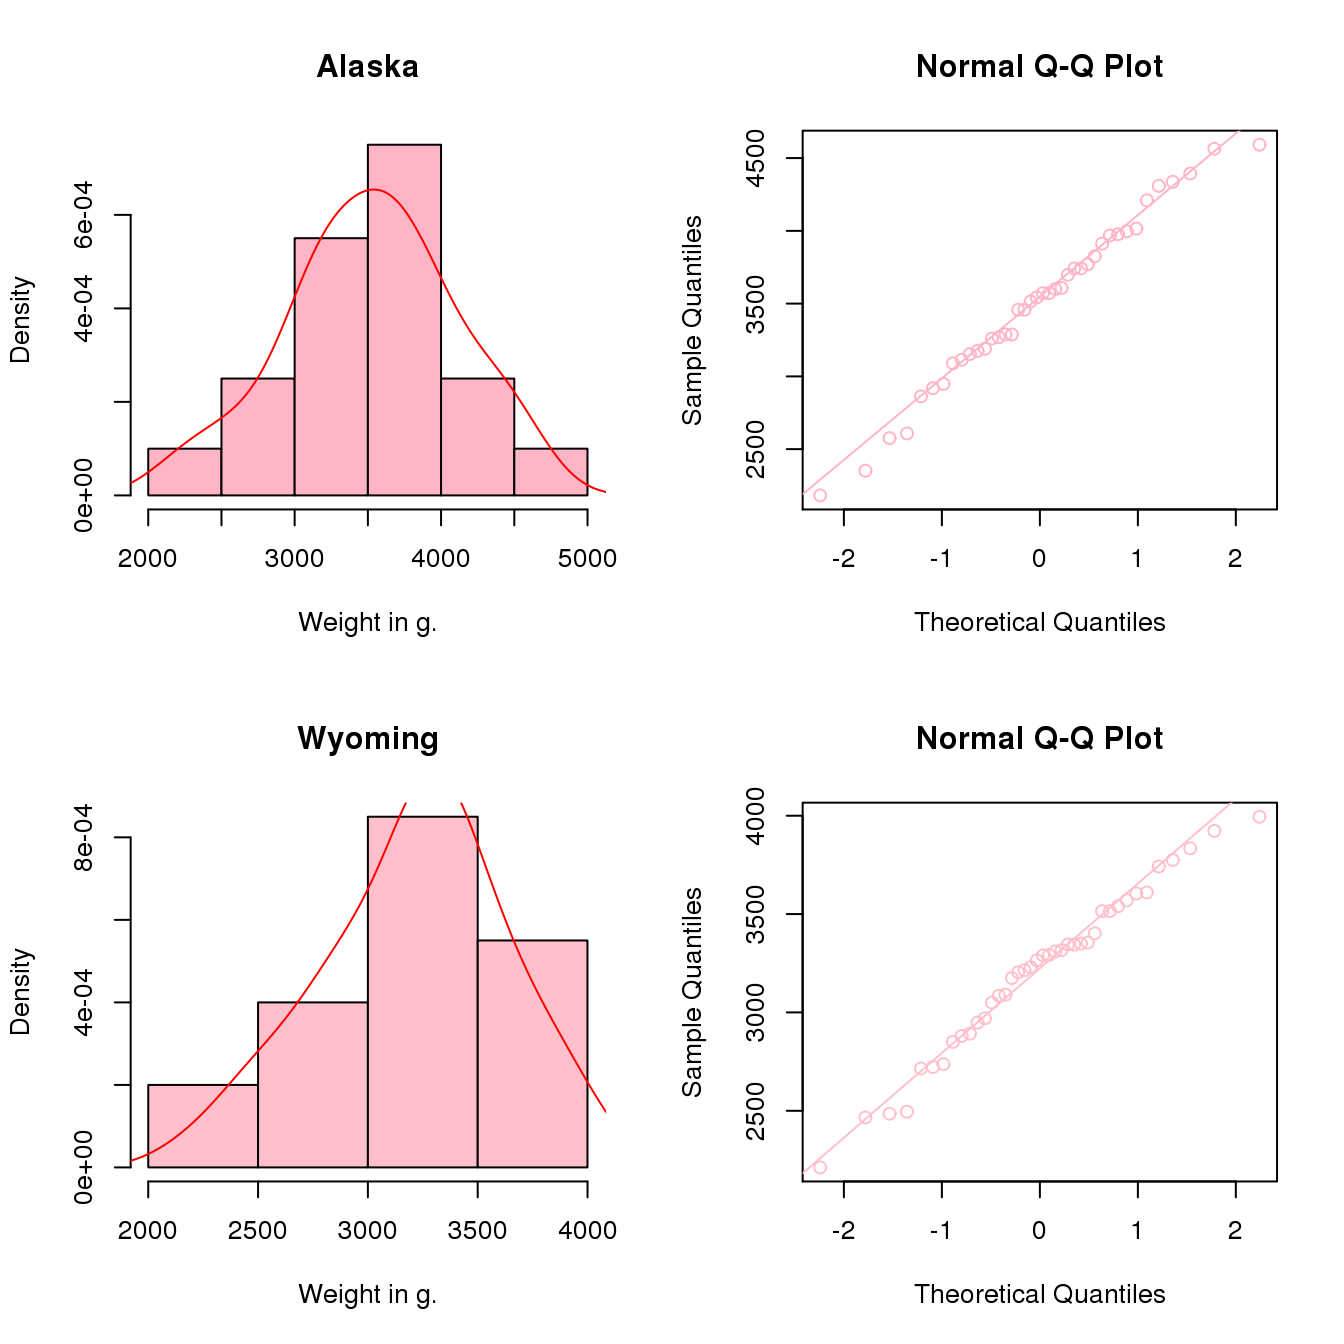 Alaska
Density
0e+00 4e-04 6e-04
2000 3000 4000 5000
Weight in g.
Normal Q-Q Plot
Sample Quantiles
2500 3500 4500
-2 -1 0 1 2
Theoretical Quantiles
Wyoming
Density
0e+00 4e-04 8e-04
2000 2500 3000 3500 4000
Weight in g.
Normal Q-Q Plot
Sample Quantiles
2500 3000 3500 4000
-2 -1 0 1 2
Theoretical Quantiles